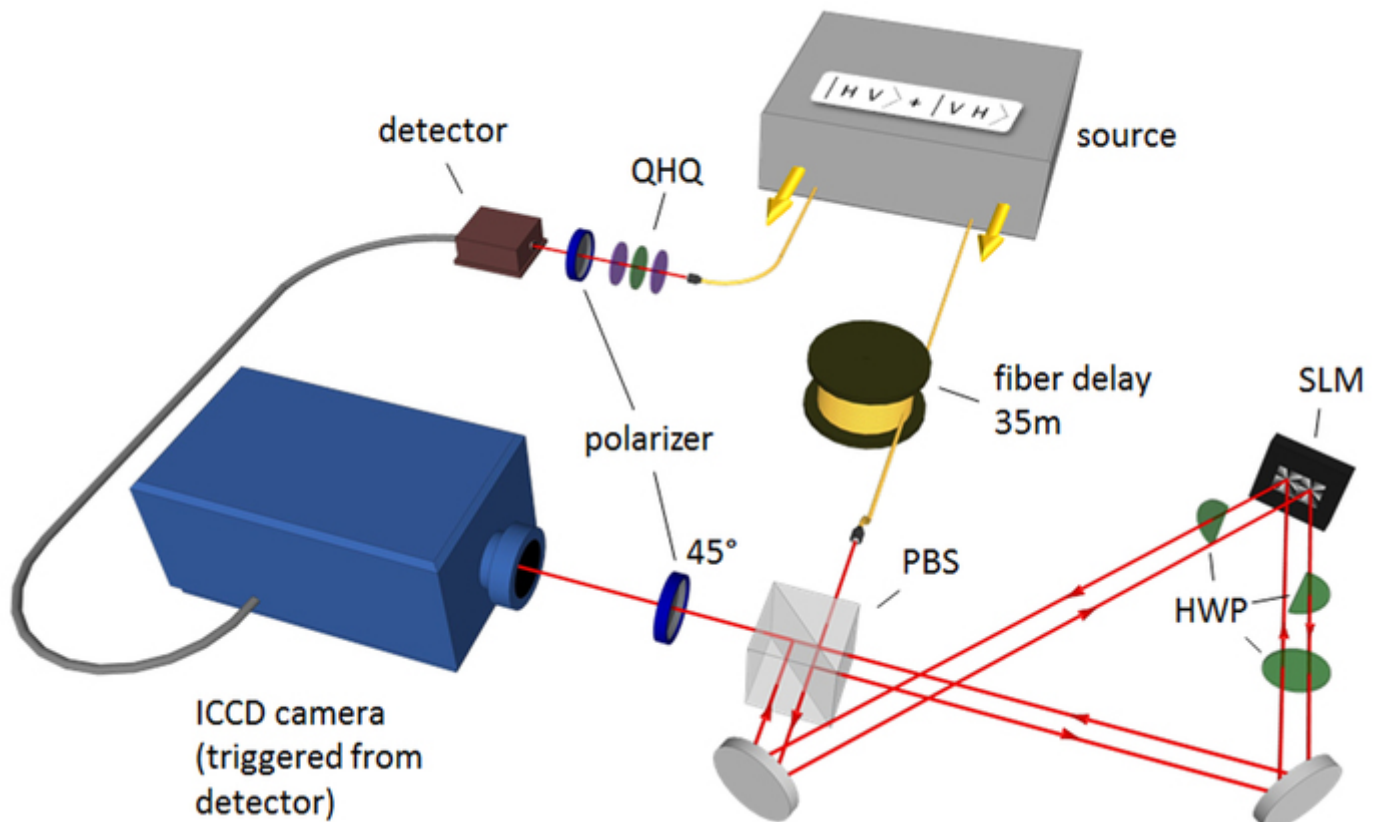 |H V⟩+|V H⟩
source
detector
QHQ
fiber delay
35m
SLM
polarizer
45°
PBS
HWP
ICCD camera
(triggered from
detector)